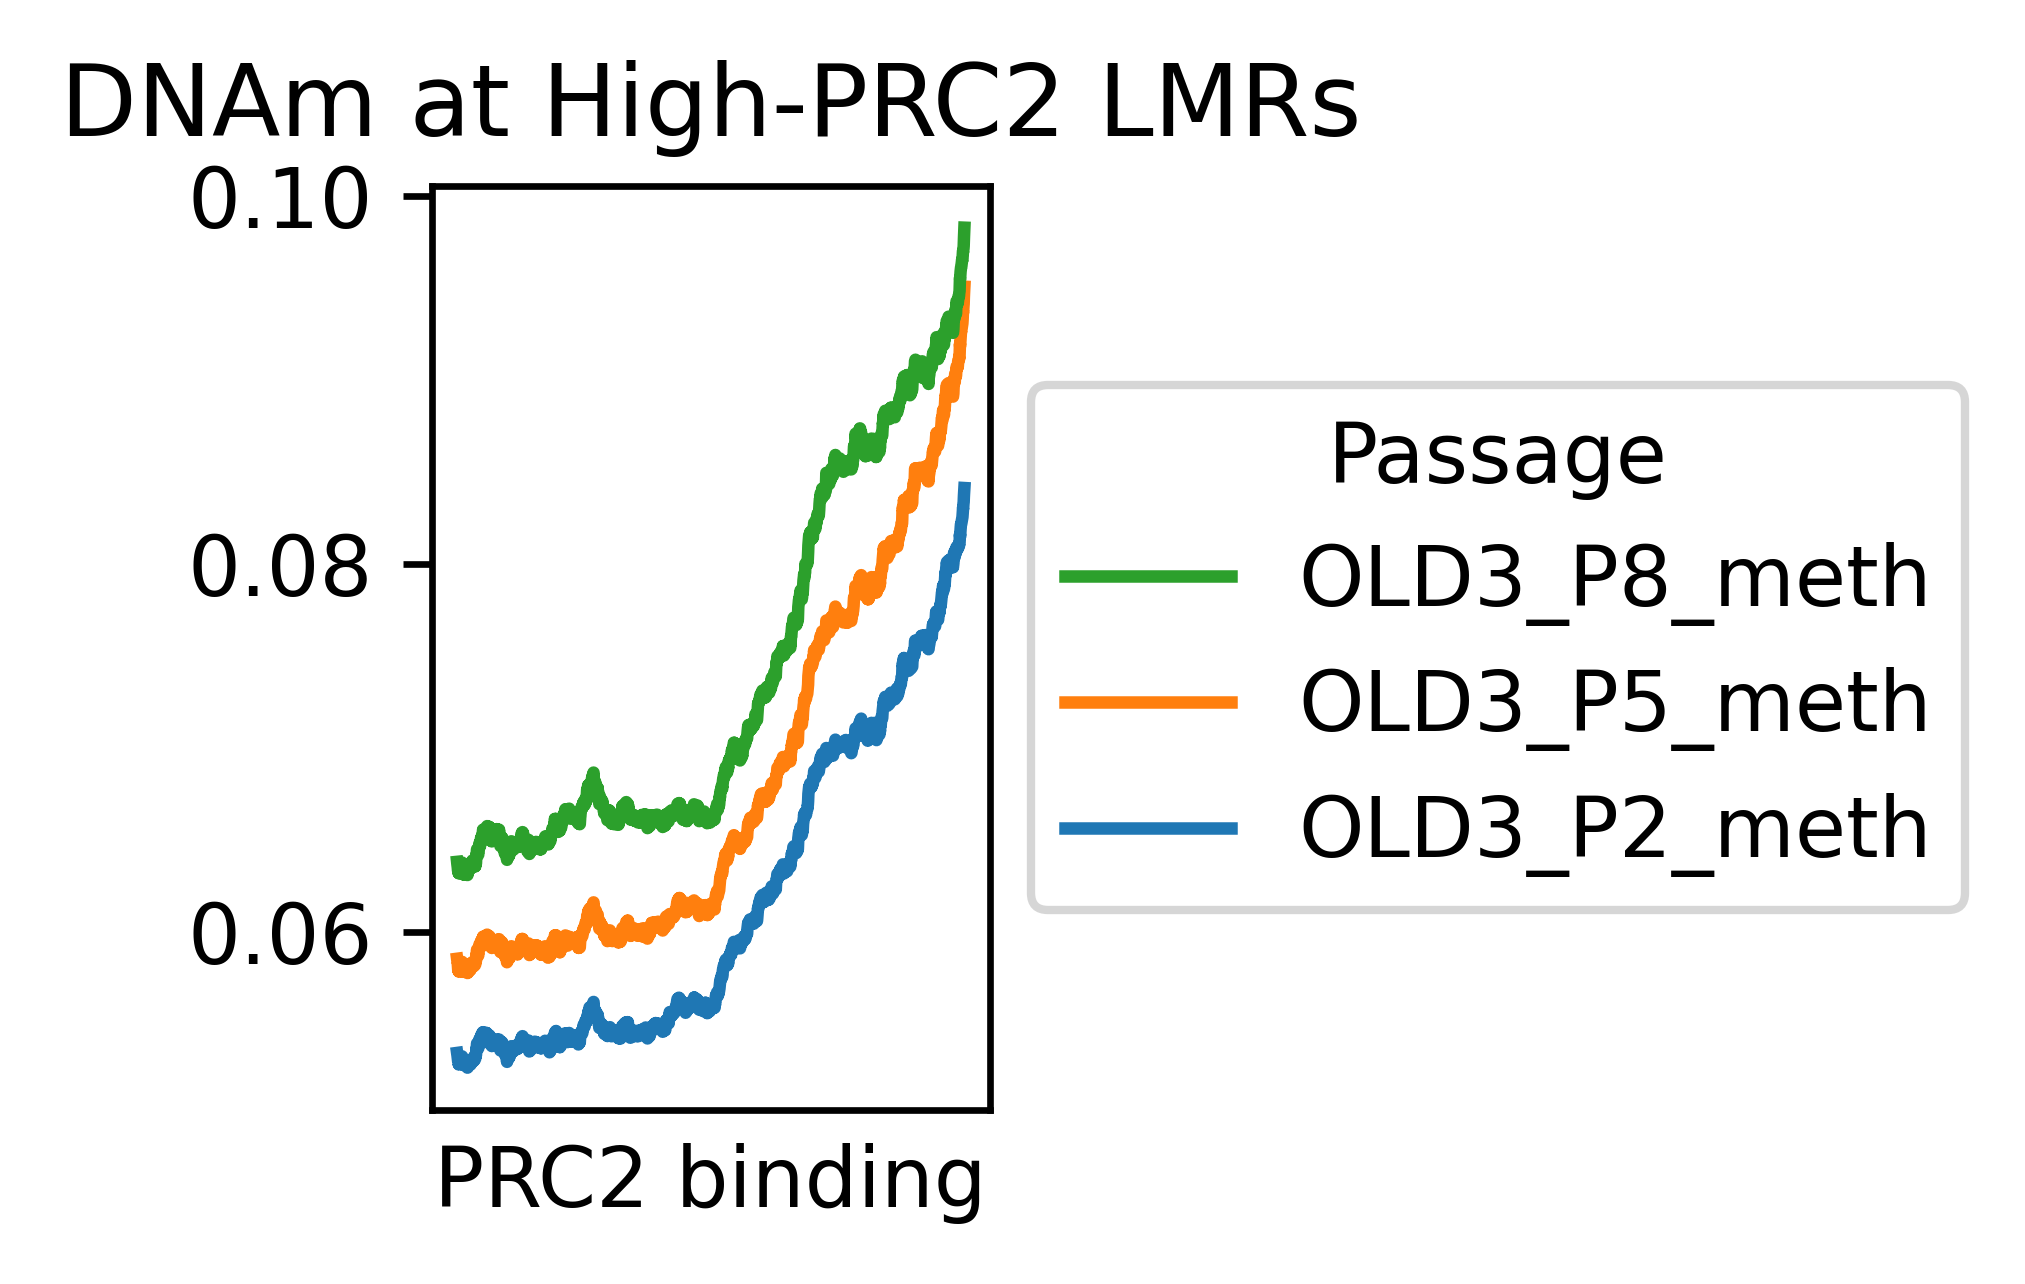 DNAm at High-PRC2 LMRs
0.10
0.08
0.06
PRC2 binding
Passage
OLD3_P8_meth
OLD3_P5_meth
OLD3_P2_meth